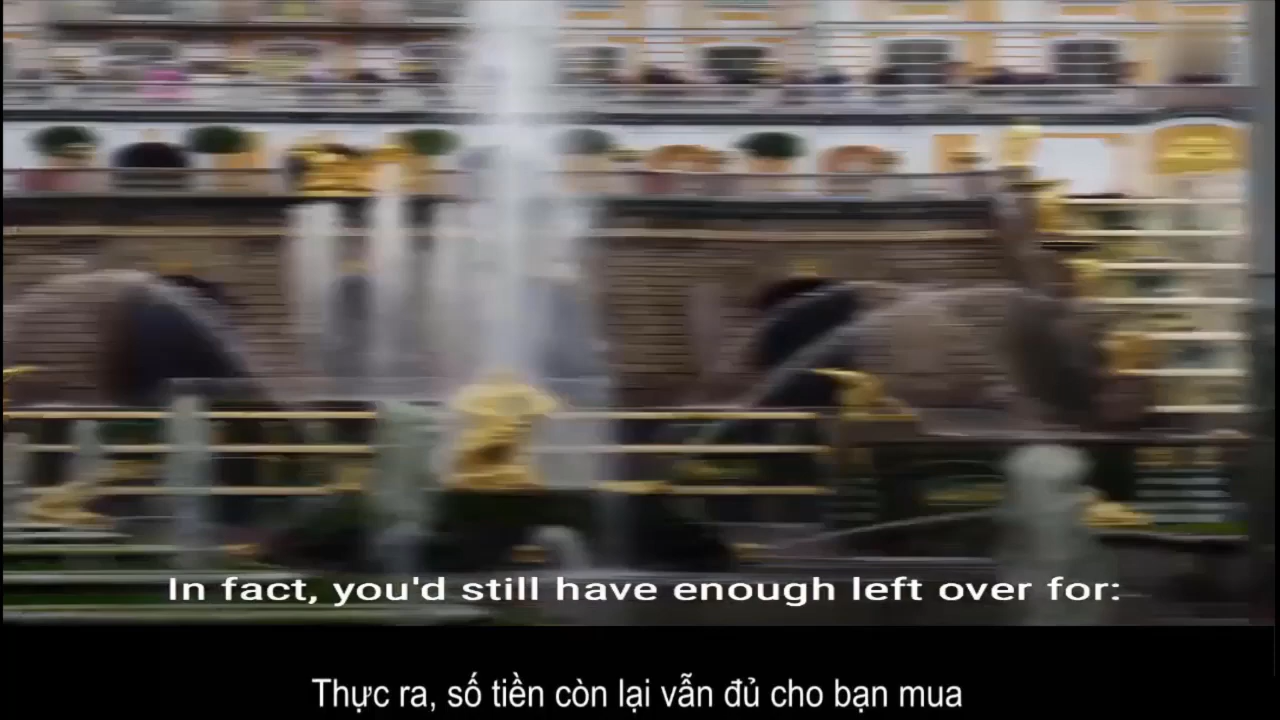 In fact, you'd still have enough left over for:
Thực ra, số tiền còn lại vẫn đủ cho bạn mua